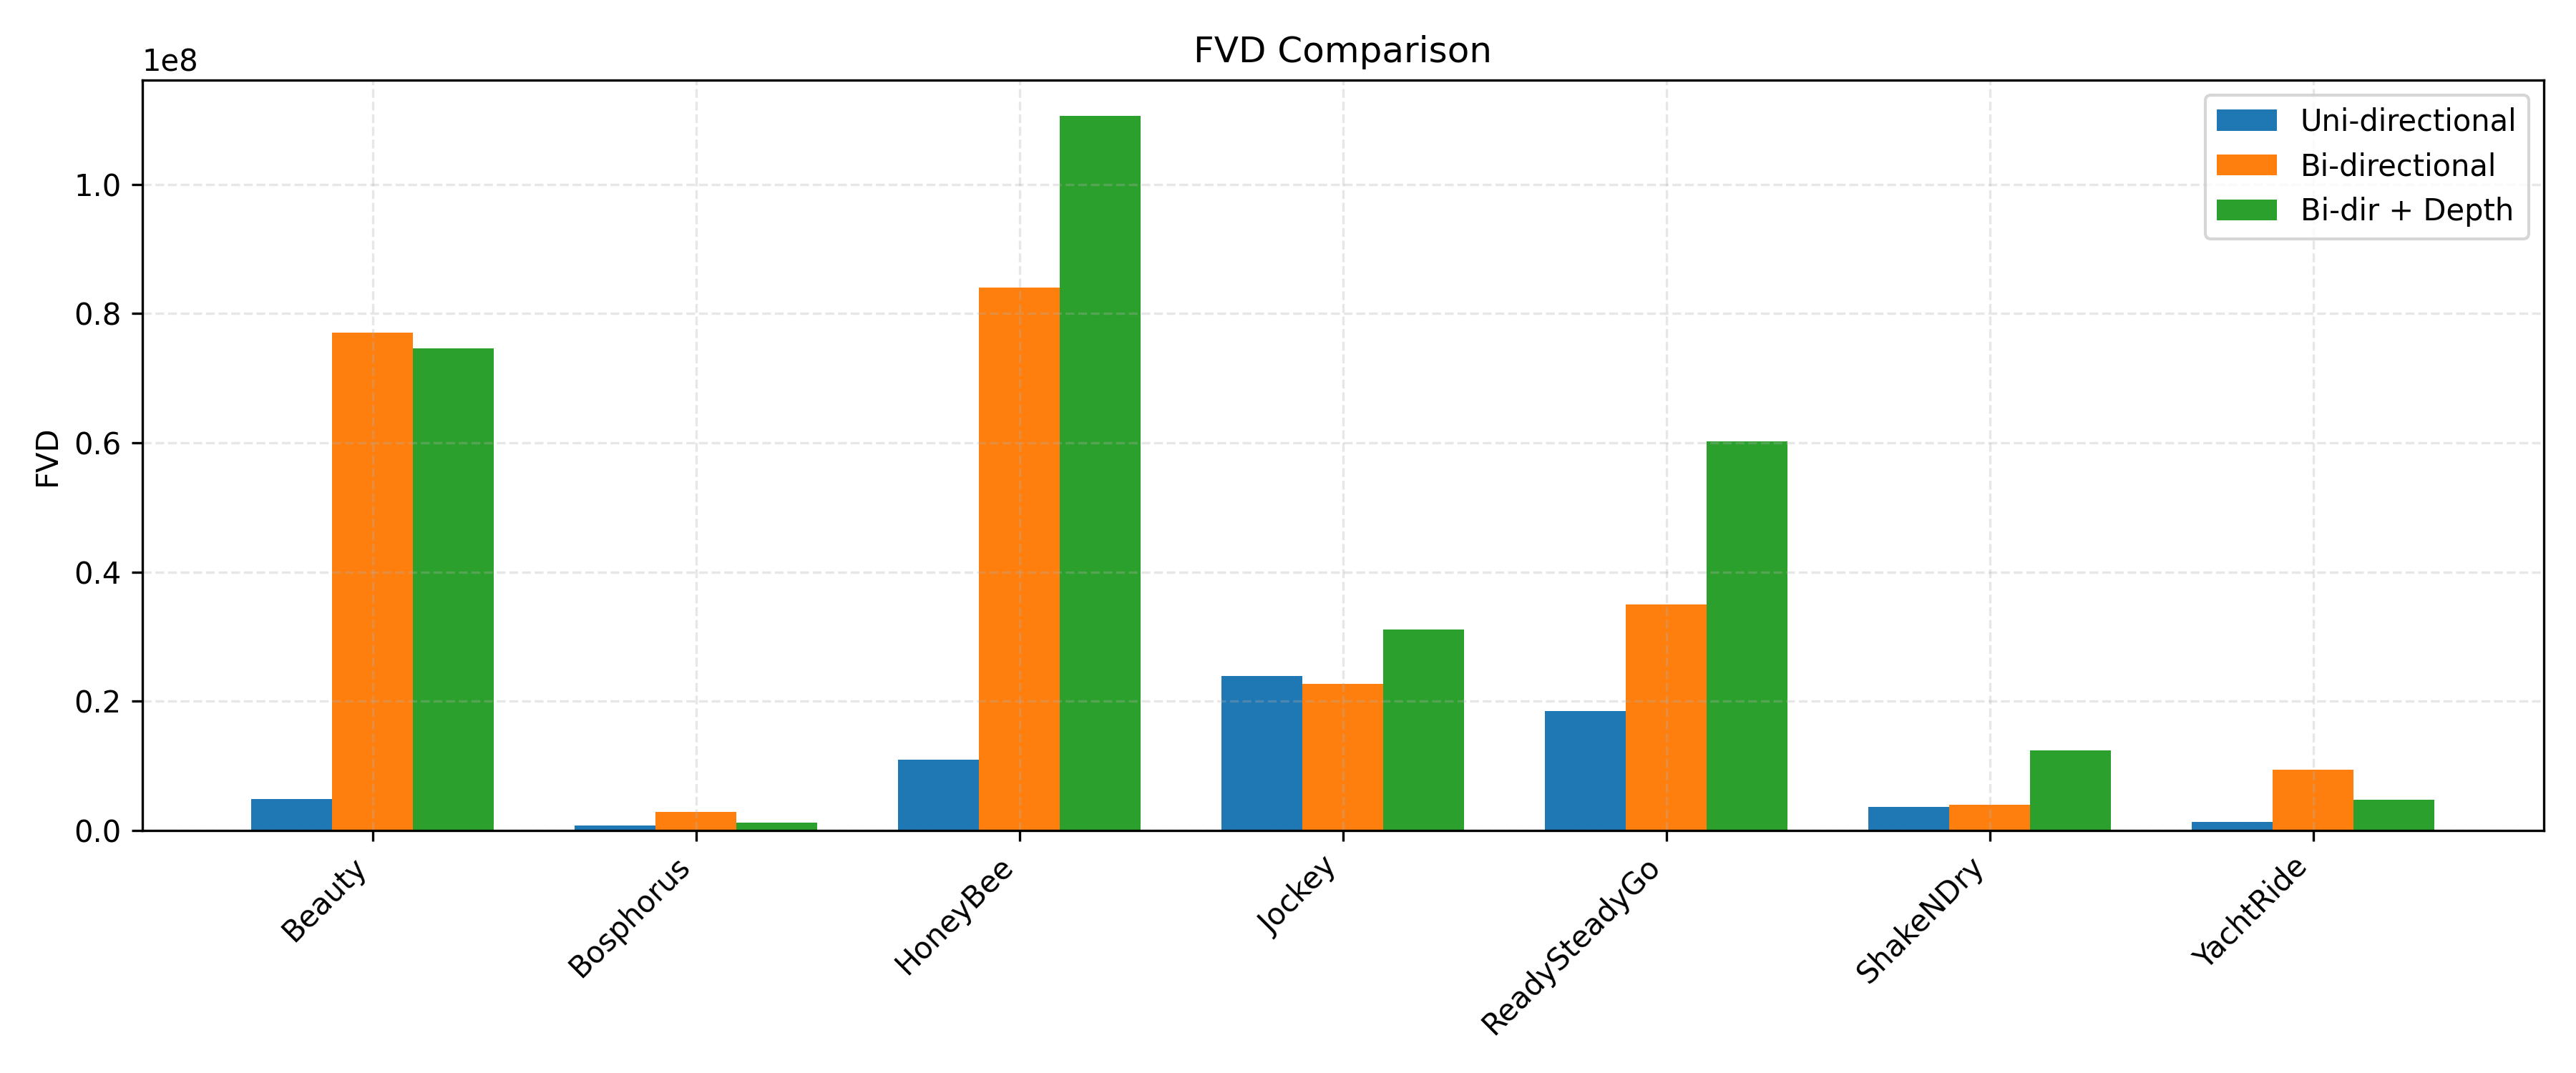 FVD Comparison
1e8
1.0
0.8
0.6
0.4
0.2
0.0
FVD
Uni-directional
Bi-directional
Bi-dir + Depth
Beauty
Bosphorus
HoneyBee
Jockey
ReadySteadyGo
ShakeNDry
YachtRide